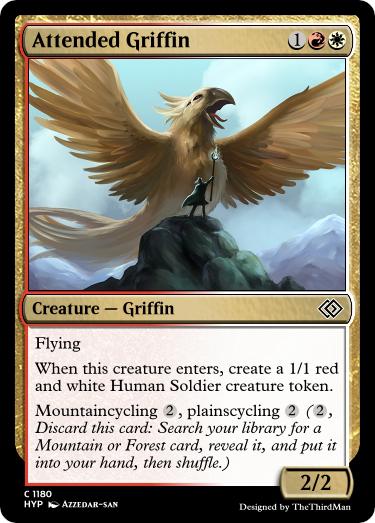 Attended Griffin 1
Creature — Griffin
Flying
When this creature enters, create a 1/1 red
and white Human Soldier creature token.
Mountaincycling 2, plainscycling 2 (2,
Discard this card: Search your library for a
Mountain or Forest card, reveal it, and put it
into your hand, then shuffle.)
2/2
C 1180
HYP Azzedar-san
Designed by TheThirdMan